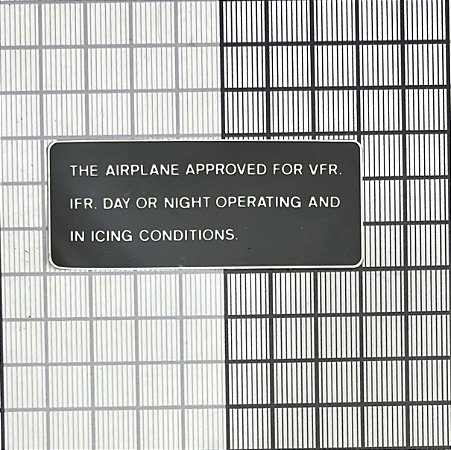 THE AIRPLANE APPROVED FOR VFR.
IFR. DAY OR NIGHT OPERATING AND
IN ICING CONDITIONS.